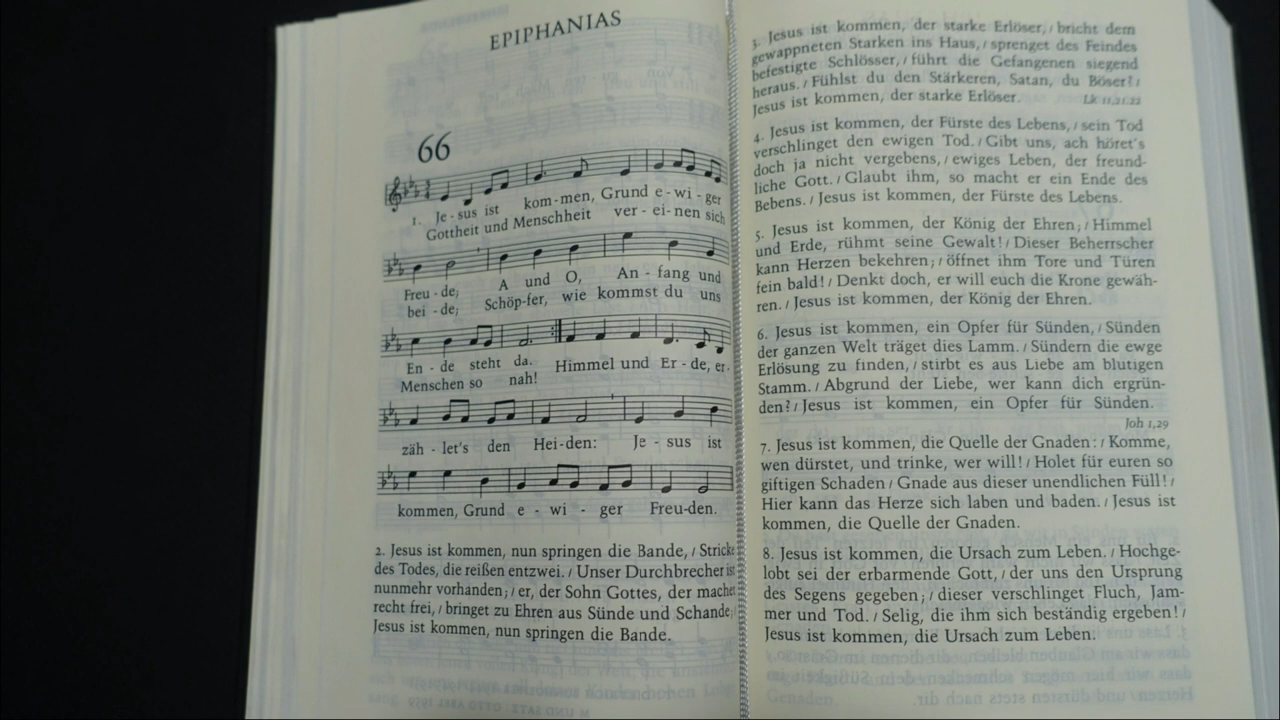 EPIPHANIAS
66
1. Je - sus ist kom - men, Grund e - wi - ger
Gottheit und Menschheit ver - ei - nen sich
Freu - de; A und O, An - fang und
bei - de; Schöp - fer, wie kommst du uns
En - de steht da. Himmel und Er - de, er-
Menschen so nah!
zäh - let's den Hei - den: Je - sus ist
kommen, Grund e - wi - ger Freu-den.
2. Jesus ist kommen, nun springen die Bande, / Stricke
des Todes, die reißen entzwei. / Unser Durchbrecher ist
nunmehr vorhanden; / er, der Sohn Gottes, der machet
recht frei, / bringet zu Ehren aus Sünde und Schande;
Jesus ist kommen, nun springen die Bande.
3. Jesus ist kommen, der starke Erlöser, / bricht dem
gewappneten Starken ins Haus, / sprenget des Feindes
befestigte Schlösser, / führt die Gefangenen siegend
heraus. / Fühlst du den Stärkeren, Satan, du Böser? /
Jesus ist kommen, der starke Erlöser. Lk 11,21.22
4. Jesus ist kommen, der Fürste des Lebens, / sein Tod
verschlinget den ewigen Tod. / Gibt uns, ach höret's
doch ja nicht vergebens, / ewiges Leben, der freund-
liche Gott. / Glaubt ihm, so macht er ein Ende des
Bebens. / Jesus ist kommen, der Fürste des Lebens.
5. Jesus ist kommen, der König der Ehren; / Himmel
und Erde, rühmt seine Gewalt! / Dieser Beherrscher
kann Herzen bekehren; / öffnet ihm Tore und Türen
fein bald! / Denkt doch, er will euch die Krone gewäh-
ren. / Jesus ist kommen, der König der Ehren.
6. Jesus ist kommen, ein Opfer für Sünden, / Sünden
der ganzen Welt träget dies Lamm. / Sündern die ewge
Erlösung zu finden, / stirbt es aus Liebe am blutigen
Stamm. / Abgrund der Liebe, wer kann dich ergrün-
den? / Jesus ist kommen, ein Opfer für Sünden.
Joh 1,29
7. Jesus ist kommen, die Quelle der Gnaden: / Komme,
wen dürstet, und trinke, wer will! / Holet für euren so
giftigen Schaden / Gnade aus dieser unendlichen Füll! /
Hier kann das Herze sich laben und baden. / Jesus ist
kommen, die Quelle der Gnaden.
8. Jesus ist kommen, die Ursach zum Leben. / Hochge-
lobt sei der erbarmende Gott, / der uns den Ursprung
des Segens gegeben; / dieser verschlinget Fluch, Jam-
mer und Tod. / Selig, die ihm sich beständig ergeben! /
Jesus ist kommen, die Ursach zum Leben.